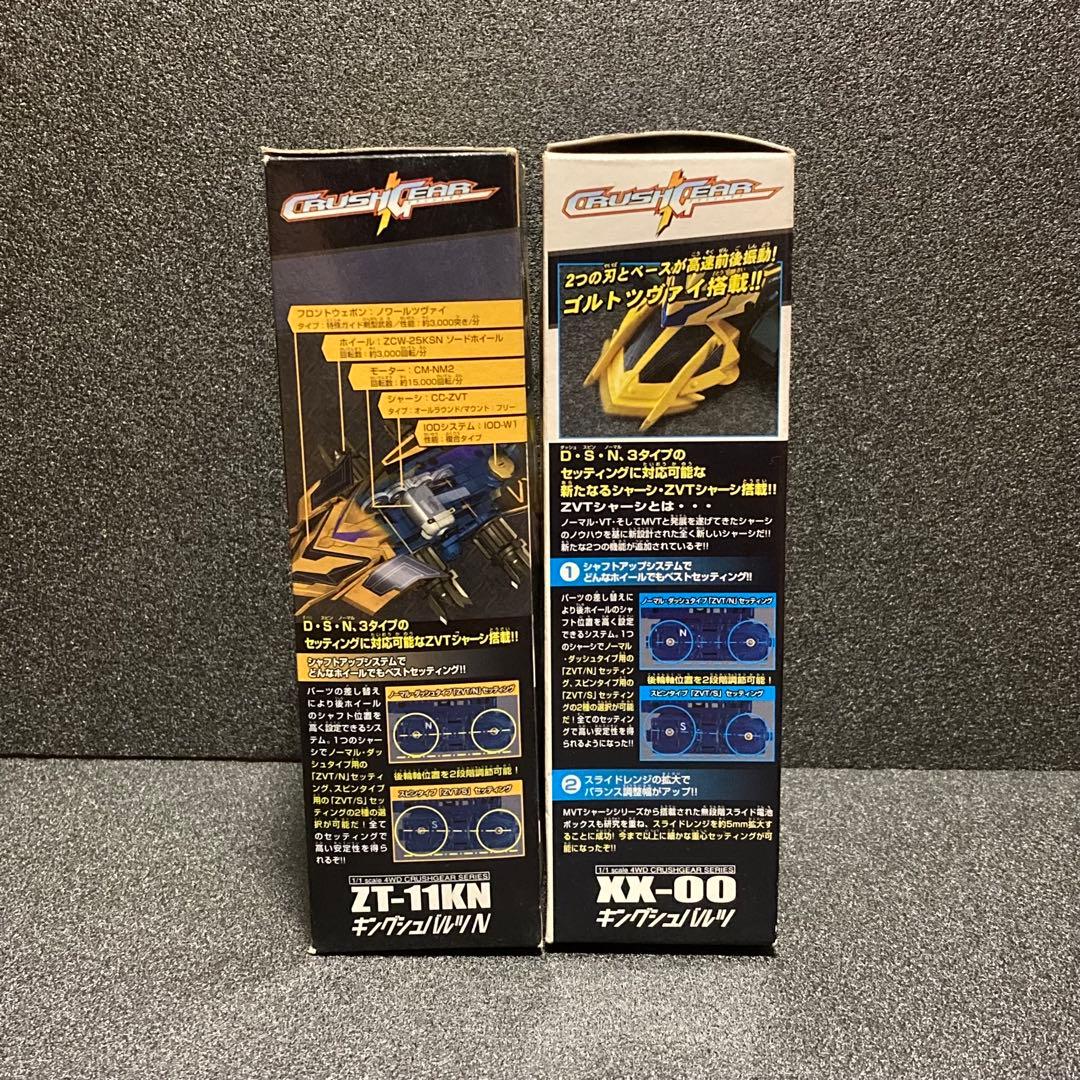 CRUSHGEAR
フロントウェポン：ノワールツヴァイ
タイプ：特殊ガイド剣型武器／性能：約3,000突き/分
ホイール：ZCW-25KSN ソードホイール
回転数：約3,000回転/分
モーター：CM-NM2
回転数：約15,000回転/分
シャーシ：CC-ZVT
タイプ：オールラウンド/マウント：フリー
IODシステム：IOD-W1
性能：複合タイプ
D・S・N、3タイプの
セッティングに対応可能なZVTシャーシ搭載!!
シャフトアップシステムで
どんなホイールでもベストセッティング!!
パーツの差し替え
により後ホイール
のシャフト位置を
高く設定できるシス
テム。1つのシャー
シでノーマル・ダッ
シュタイプ用の
「ZVT/N」セッティ
ング、スピンタイプ
用の「ZVT/S」セッ
ティングの2種の選
択が可能だ！全て
のセッティングで
高い安定性を得ら
れるぞ!!
ノーマル・ダッシュタイプ「ZVT/N」セッティング
N
後輪軸位置を2段階調節可能！
スピンタイプ「ZVT/S」セッティング
S
1/1 scale 4WD CRUSHGEAR SERIES
ZT-11KN
キングシュバルツN
CRUSHGEAR
2つの刃とベースが高速前後振動!
ゴルトツヴァイ搭載!!
D・S・N、3タイプの
セッティングに対応可能な
新たなるシャーシ・ZVTシャーシ搭載!!
ZVTシャーシとは・・・
ノーマル・VT・そしてMVTと発展を遂げてきたシャーシ
のノウハウを基に新設計された全く新しいシャーシだ!!
新たな2つの機能が追加されているぞ!!
1 シャフトアップシステムで
どんなホイールでもベストセッティング!!
パーツの差し替えに
より後ホイールのシャ
フト位置を高く設定
できるシステム。1つ
のシャーシでノーマル
・ダッシュタイプ用の
「ZVT/N」セッティン
グ、スピンタイプ用の
「ZVT/S」セッティン
グの2種の選択が可能
だ！全てのセッティン
グで高い安定性を得
られるようになった!!
ノーマル・ダッシュタイプ「ZVT/N」セッティング
N
後輪軸位置を2段階調節可能！
スピンタイプ「ZVT/S」セッティング
S
2 スライドレンジの拡大で
バランス調整幅がアップ!!
MVTシャーシシリーズから搭載された無段階スライド電池
ボックスも研究を重ね、スライドレンジを約5mm拡大す
ることに成功！今まで以上に細かな重心セッティングが可
能になったぞ!!
1/1 scale 4WD CRUSHGEAR SERIES
XX-00
キングシュバルツ